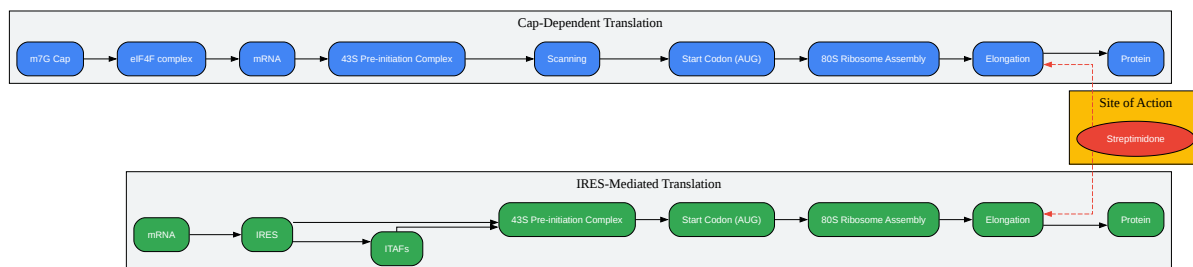 Cap-Dependent Translation
m7G Cap
eIF4F complex
mRNA
43S Pre-initiation Complex
Scanning
Start Codon (AUG)
80S Ribosome Assembly
Elongation
Protein
Site of Action
Streptimidone
IRES-Mediated Translation
mRNA
IRES
ITAFs
43S Pre-initiation Complex
Start Codon (AUG)
80S Ribosome Assembly
Elongation
Protein